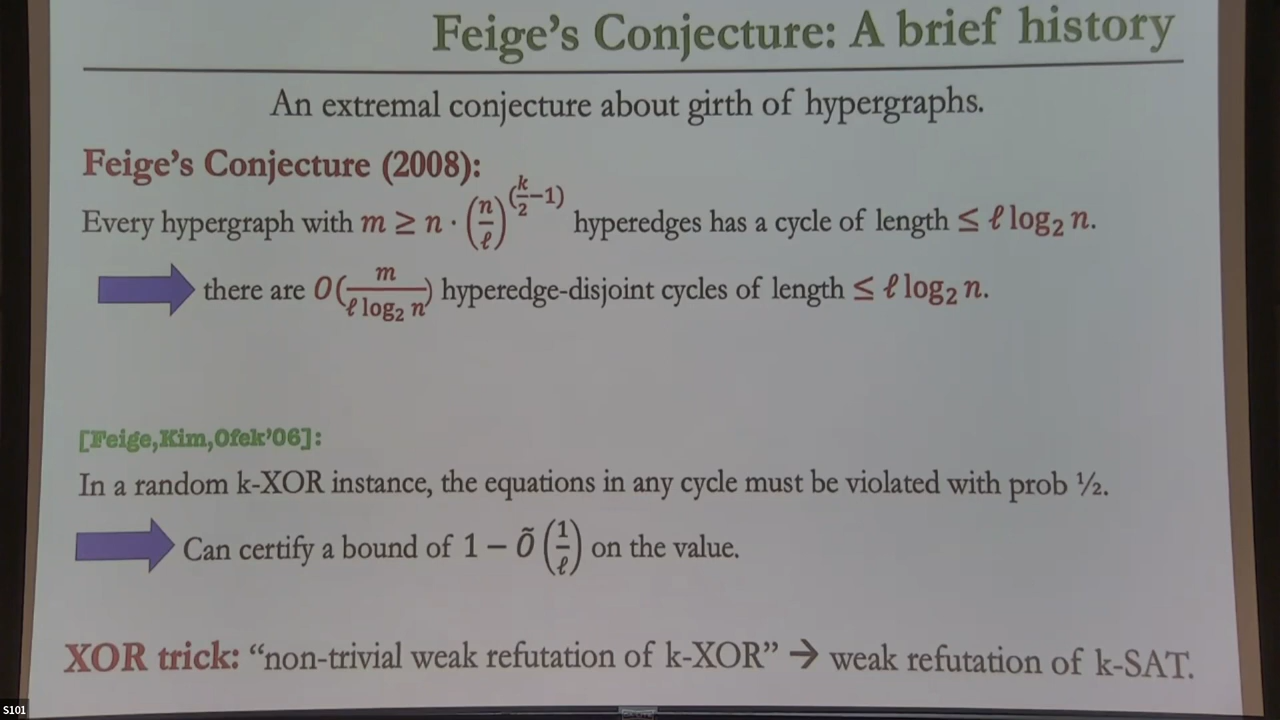 Feige's Conjecture: A brief history
An extremal conjecture about girth of hypergraphs.
Feige's Conjecture (2008):
Every hypergraph with m ≥ n · (n/ℓ)^(k/2 −1) hyperedges has a cycle of length ≤ ℓ log₂ n.
there are O(m/(ℓ log₂ n)) hyperedge-disjoint cycles of length ≤ ℓ log₂ n.
[Feige,Kim,Ofek'06]:
In a random k-XOR instance, the equations in any cycle must be violated with prob ½.
Can certify a bound of 1 − Õ(1/ℓ) on the value.
XOR trick: "non-trivial weak refutation of k-XOR" → weak refutation of k-SAT.
S101